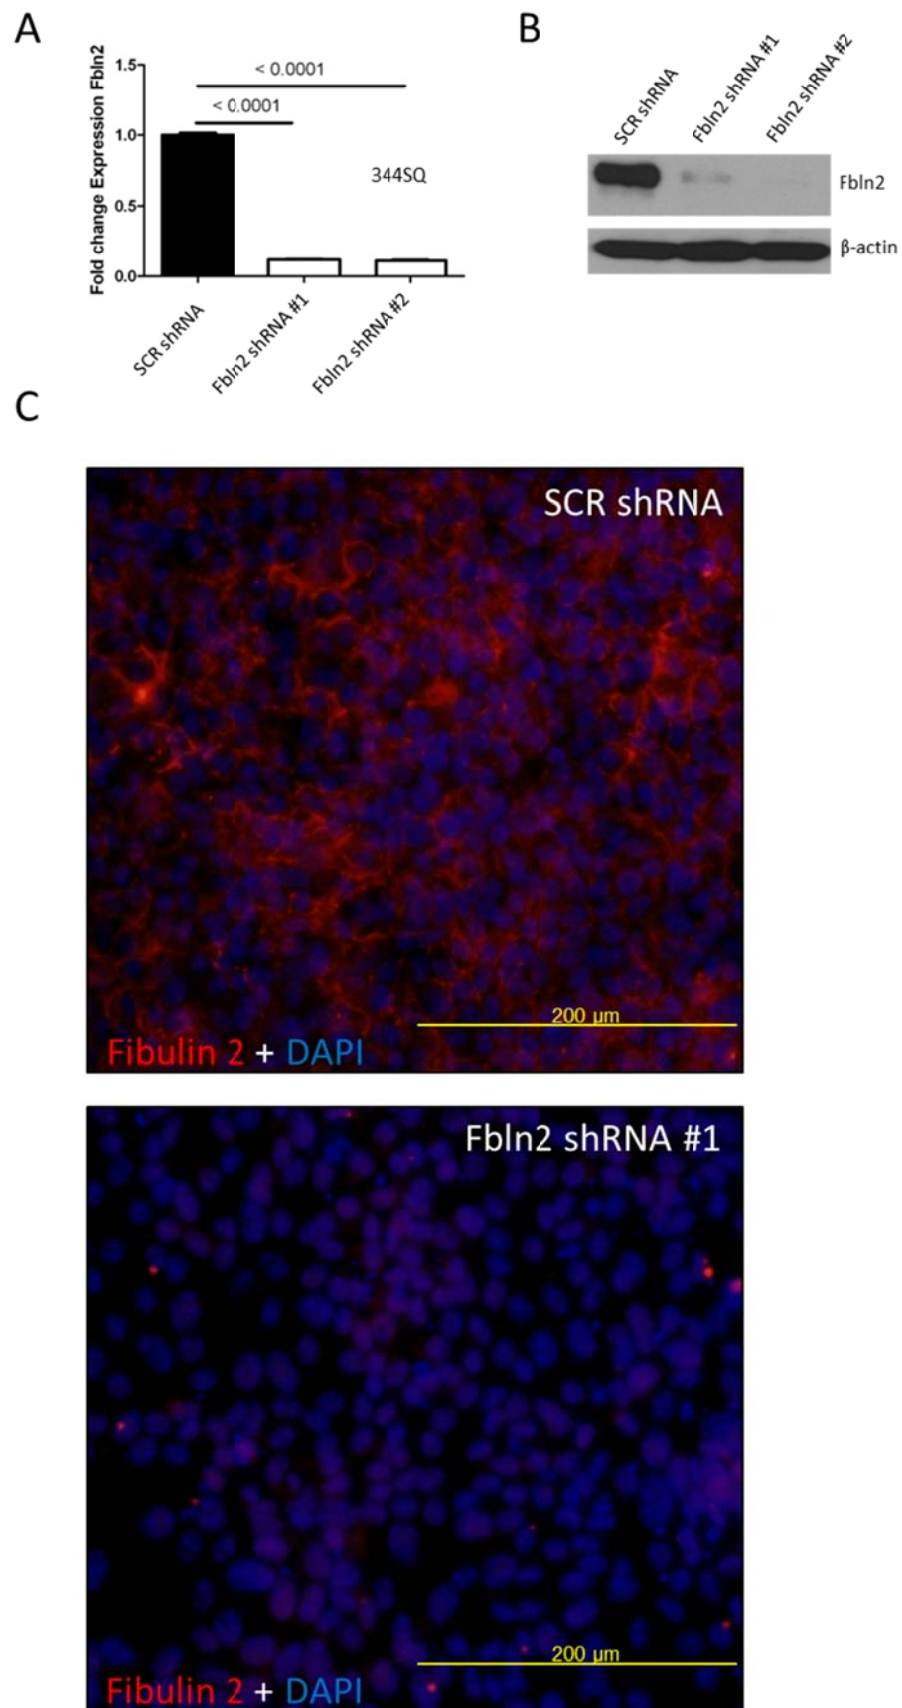 A
Fold change Expression Fbln2
1.5
1.0
0.5
0.0
< 0.0001
< 0.0001
344SQ
SCR shRNA
Fbln2 shRNA #1
Fbln2 shRNA #2
B
SCR shRNA
Fbln2 shRNA #1
Fbln2 shRNA #2
Fbln2
β-actin
C
SCR shRNA
200 µm
Fibulin 2 + DAPI
Fbln2 shRNA #1
200 µm
Fibulin 2 + DAPI